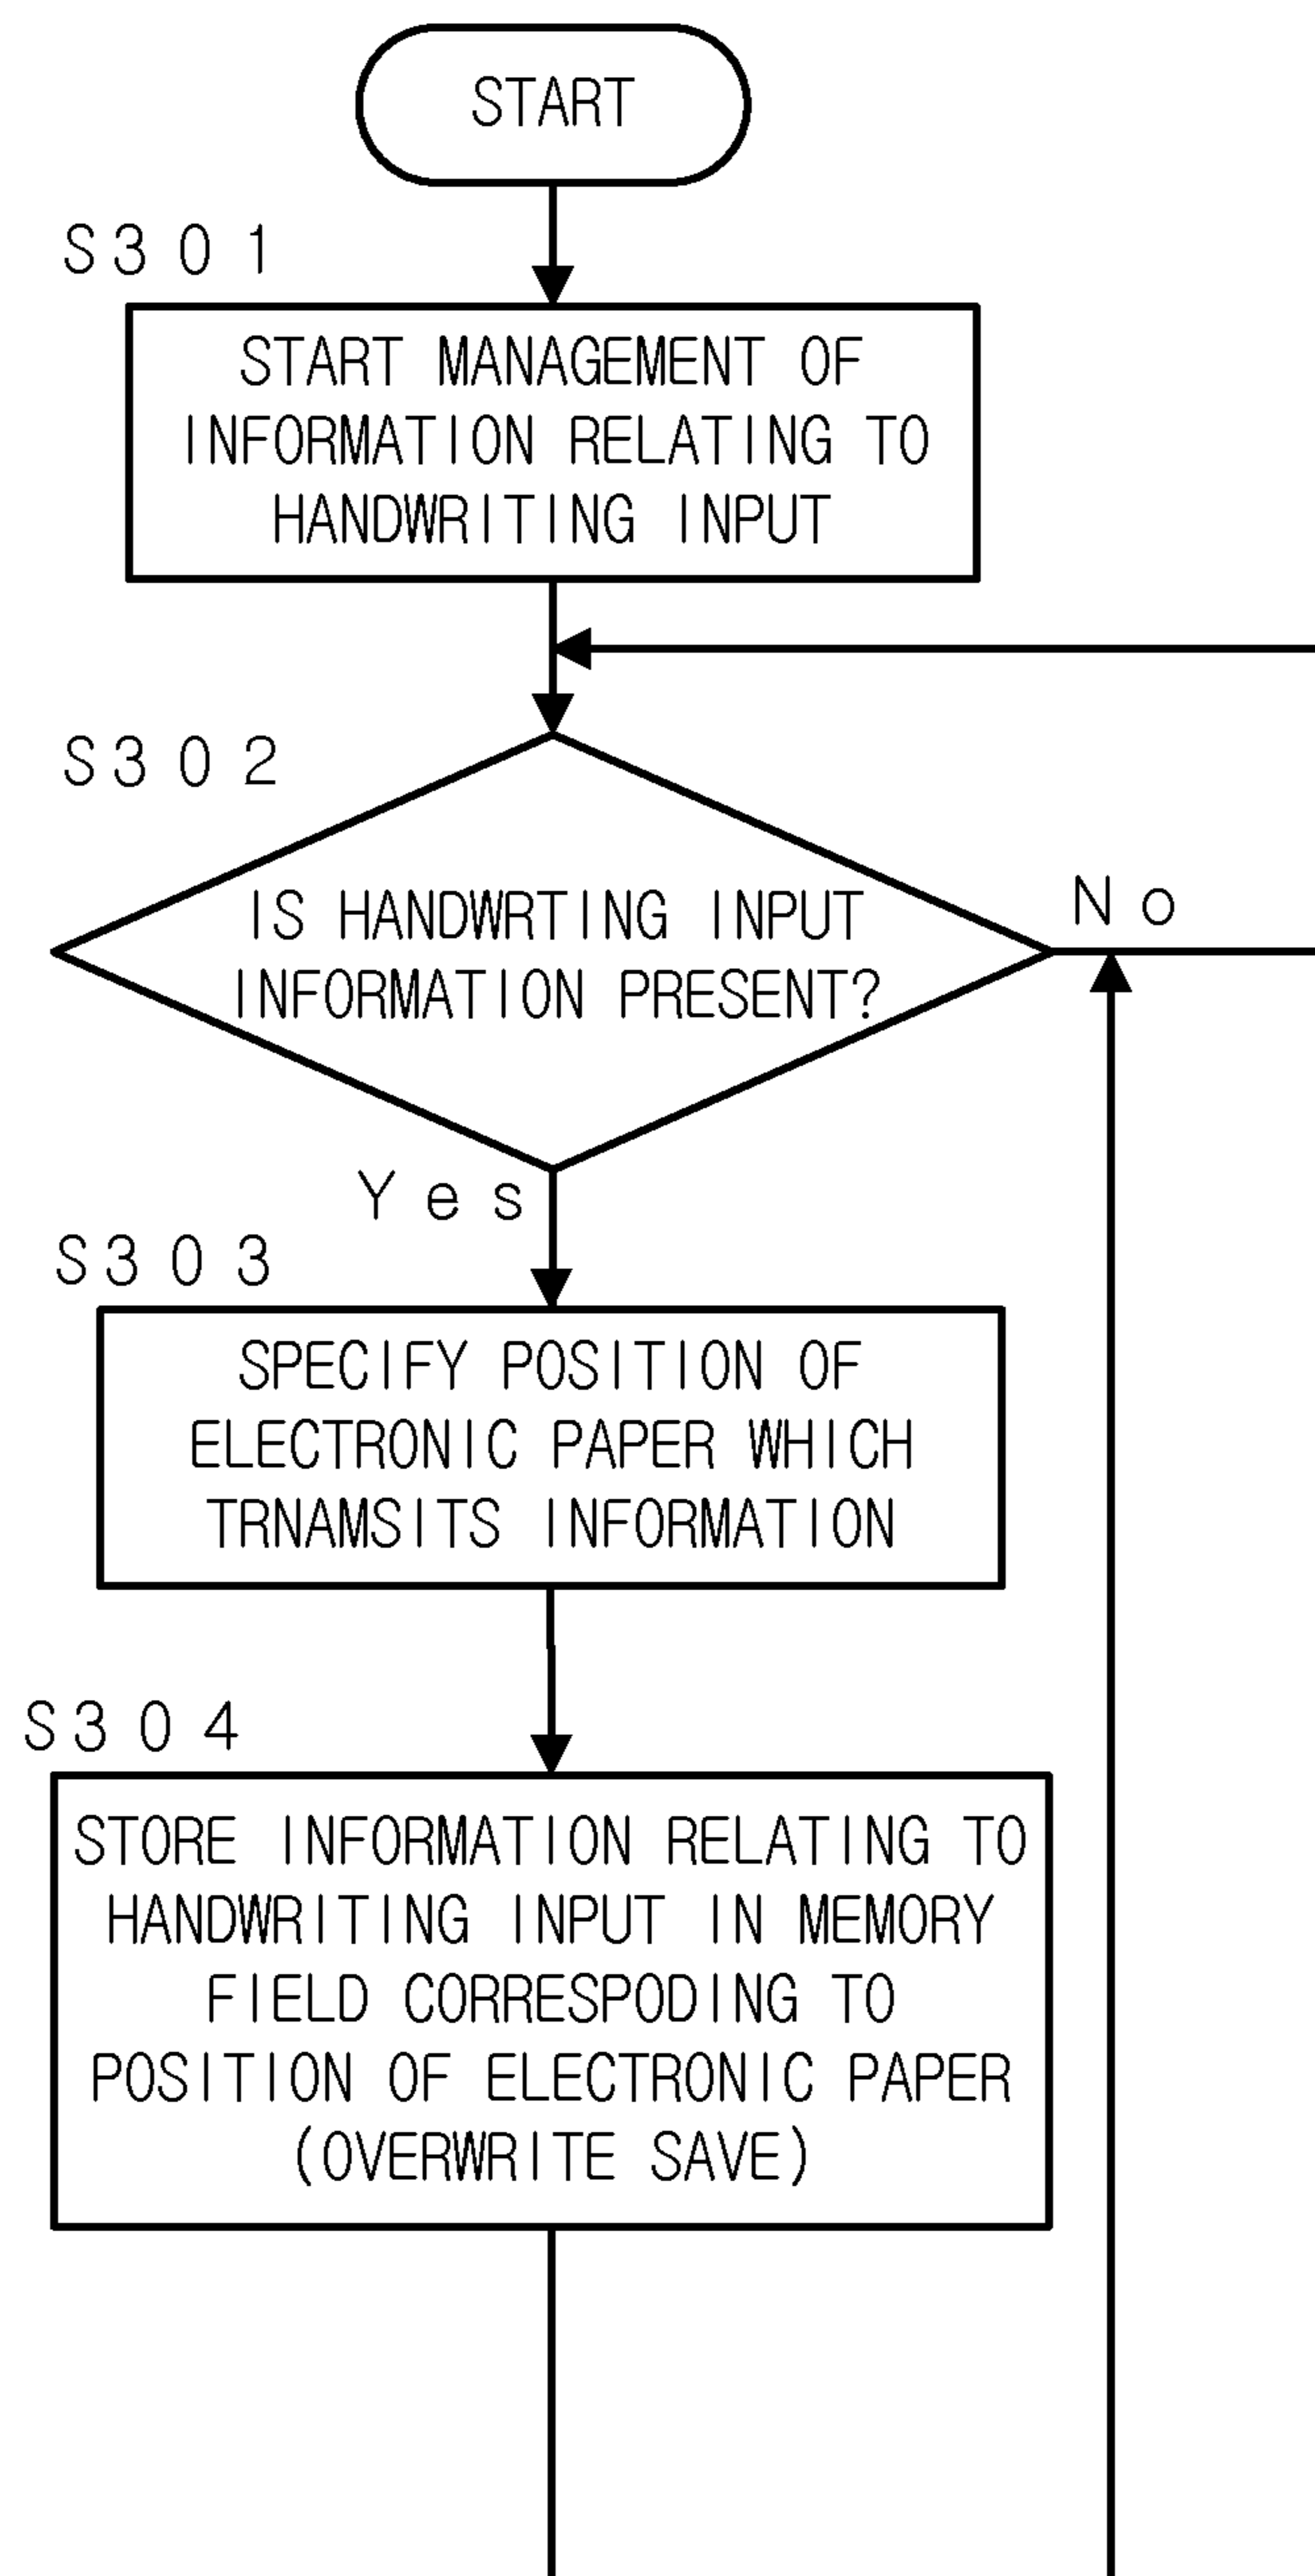 START
S301
START MANAGEMENT OF
INFORMATION RELATING TO
HANDWRITING INPUT
S302
IS HANDWRTING INPUT
INFORMATION PRESENT?
No
Yes
S303
SPECIFY POSITION OF
ELECTRONIC PAPER WHICH
TRNAMSITS INFORMATION
S304
STORE INFORMATION RELATING TO
HANDWRITING INPUT IN MEMORY
FIELD CORRESPODING TO
POSITION OF ELECTRONIC PAPER
(OVERWRITE SAVE)